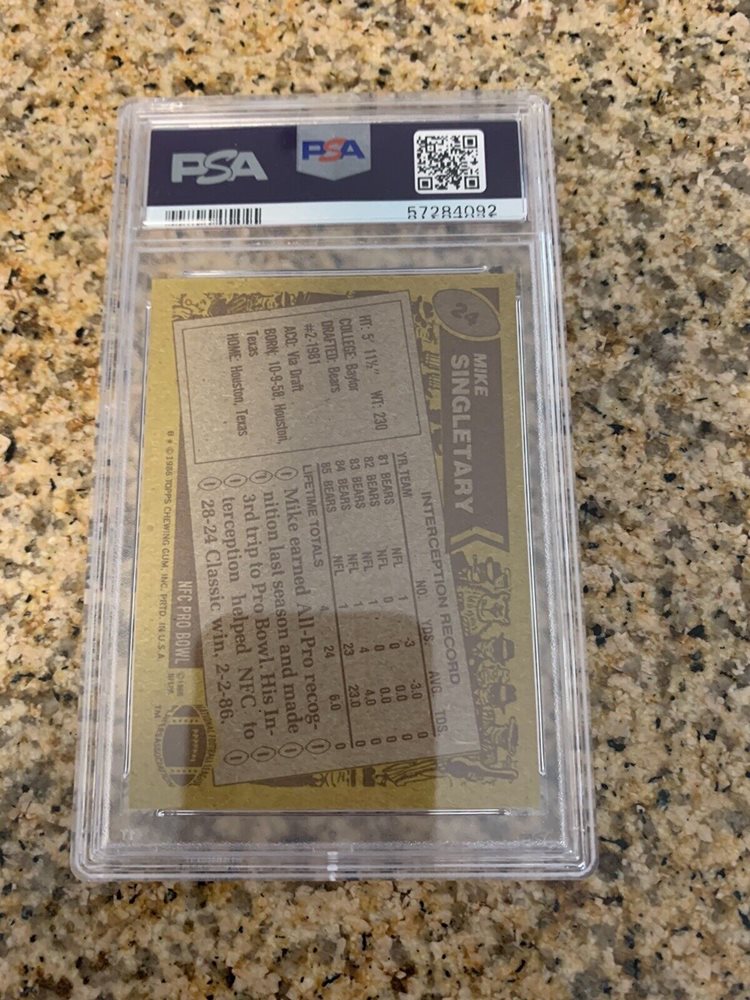 PSA
PSA
57284092
24
MIKE
SINGLETARY
HT: 5' 11½" WT: 230
COLLEGE: Baylor
DRAFTED: Bears
#2-1981
ACQ: Via Draft
BORN: 10-9-58, Houston,
Texas
HOME: Houston, Texas
INTERCEPTION RECORD
YR. TEAM NO. YDS. AVG. TDS.
81 BEARS NFL 1 -3 -3.0 0
82 BEARS NFL 0 0 0.0 0
83 BEARS NFL 1 0 0.0 0
84 BEARS NFL 1 4 4.0 0
85 BEARS NFL 1 23 23.0 0
LIFETIME TOTALS 4 24 6.0 0
Mike earned All-Pro recog-
nition last season and made
3rd trip to Pro Bowl. His In-
terception helped NFC to
28-24 Classic win, 2-2-86.
NFC PRO BOWL
© 1986 TOPPS CHEWING GUM, INC. PRTD. IN U.S.A.